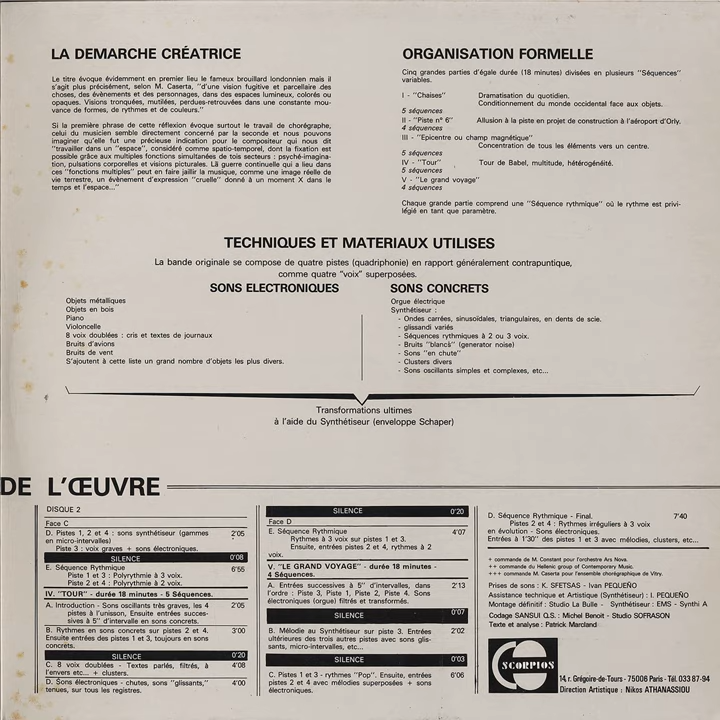 LA DEMARCHE CRÉATRICE
Le titre évoque évidemment en premier lieu le fameux brouillard londonnien mais il
s'agit plus précisément, selon M. Caserta, "d'une vision fugitive et parcellaire des
choses, des évènements et des personnages, dans des espaces lumineux, colorés ou
opaques. Visions tronquées, mutilées, perdues-retrouvées dans une constante mou-
vance de formes, de rythmes et de couleurs."
Si la première phrase de cette réflexion évoque surtout le travail de chorégraphe,
celui du musicien semble directement concerné par la seconde et nous pouvons
imaginer qu'elle fut une précieuse indication pour le compositeur qui nous dit
"travailler dans un "espace", considéré comme spatio-temporel, dont la fixation est
possible grâce aux multiples fonctions simultanées de tois secteurs : psyché-imagina-
tion, pulsations corporelles et visions picturales. Lâ guerre continuelle qui a lieu dans
ces "fonctions multiples" peut en faire jaillir la musique, comme une image réelle de
vie terrestre, un évènement d'expression "cruelle" donné à un moment X dans le
temps et l'espace..."
ORGANISATION FORMELLE
Cinq grandes parties d'égale durée (18 minutes) divisées en plusieurs "Séquences"
variables.
I - "Chaises" Dramatisation du quotidien.
Conditionnement du monde occidental face aux objets.
5 séquences
II - "Piste n° 6" Allusion à la piste en projet de construction à l'aéroport d'Orly.
4 séquences
III - "Epicentre ou champ magnétique"
Concentration de tous les éléments vers un centre.
5 séquences
IV - "Tour" Tour de Babel, multitude, hétérogénéité.
5 séquences
V - "Le grand voyage"
4 séquences
Chaque grande partie comprend une "Séquence rythmique" où le rythme est privi-
légié en tant que paramètre.
TECHNIQUES ET MATERIAUX UTILISES
La bande originale se compose de quatre pistes (quadriphonie) en rapport généralement contrapuntique,
comme quatre "voix" superposées.
SONS ELECTRONIQUES
Objets métalliques
Objets en bois
Piano
Violoncelle
8 voix doublées : cris et textes de journaux
Bruits d'avions
Bruits de vent
S'ajoutent à cette liste un grand nombre d'objets les plus divers.
SONS CONCRETS
Orgue électrique
Synthétiseur :
- Ondes carrées, sinusoïdales, triangulaires, en dents de scie.
- glissandi variés
- Séquences rythmiques à 2 ou 3 voix.
- Bruits "blancs" (generator noise)
- Sons "en chute"
- Clusters divers
- Sons oscillants simples et complexes, etc...
Transformations ultimes
à l'aide du Synthétiseur (enveloppe Schaper)
DE L'ŒUVRE
DISQUE 2
Face C
D. Pistes 1, 2 et 4 : sons synthétiseur (gammes 2'05
en micro-intervalles)
Piste 3 : voix graves + sons électroniques.
SILENCE 0'08
E. Séquence Rythmique 6'55
Piste 1 et 3 : Polyrythmie à 3 voix.
Piste 2 et 4 : Polyrythmie à 2 voix.
IV. "TOUR" - durée 18 minutes - 5 Séquences.
A. Introduction - Sons oscillants très graves, les 4 2'05
pistes à l'unisson, Ensuite entrées succes-
sives à 5" d'intervalle en sons concrets.
B. Rythmes en sons concrets sur pistes 2 et 4. 3'00
Ensuite entrées des pistes 1 et 3, toujours en sons
concrets.
SILENCE 0'20
C. 8 voix doublées - Textes parlés, filtrés, à 4'08
l'envers etc... + clusters.
D. Sons électroniques - chutes, sons "glissants," 4'00
tenues, sur tous les registres.
SILENCE 0'20
Face D
E. Séquence Rythmique 4'07
Rythmes à 3 voix sur pistes 1 et 3.
Ensuite, entrées pistes 2 et 4, rythmes à 2
voix.
V. "LE GRAND VOYAGE" - durée 18 minutes -
4 Séquences.
A. Entrées successives à 5" d'intervalles, dans 2'13
l'ordre : Piste 3, Piste 1, Piste 2, Piste 4. Sons
électroniques (orgue) filtrés et transformés.
SILENCE 0'07
B. Mélodie au Synthétiseur sur piste 3. Entrées 2'02
ultérieures des trois autres pistes avec sons glis-
sants, micro-intervalles, etc...
SILENCE 0'03
C. Pistes 1 et 3 - rythmes "Pop". Ensuite, entrées 6'06
pistes 2 et 4 avec mélodies superposées + sons
électroniques.
D. Séquence Rythmique - Final. 7'40
Pistes 2 et 4 : Rythmes irréguliers à 3 voix
en évolution - Sons électroniques.
Entrées à 1'30" des pistes 1 et 3 avec mélodies, clusters, etc...
+ commande de M. Constant pour l'orchestre Ars Nova.
++ commande du Hellenic group of Contemporary Music.
+++ commande de M. Caserta pour l'ensemble chorégraphique de Vitry.
Prises de sons : K. SFETSAS - Ivan PEQUEÑO
Assistance technique et Artistique (Synthétiseur) : I. PEQUEÑO
Montage définitif : Studio La Bulle - Synthétiseur : EMS - Synthi A
Codage SANSUI Q.S. : Michel Benoit - Studio SOFRASON
Texte et analyse : Patrick Marcland
SCORPIOS
14, r. Grégoire-de-Tours - 75006 Paris - Tél. 033 87-94
Direction Artistique : Nikos ATHANASSIOU